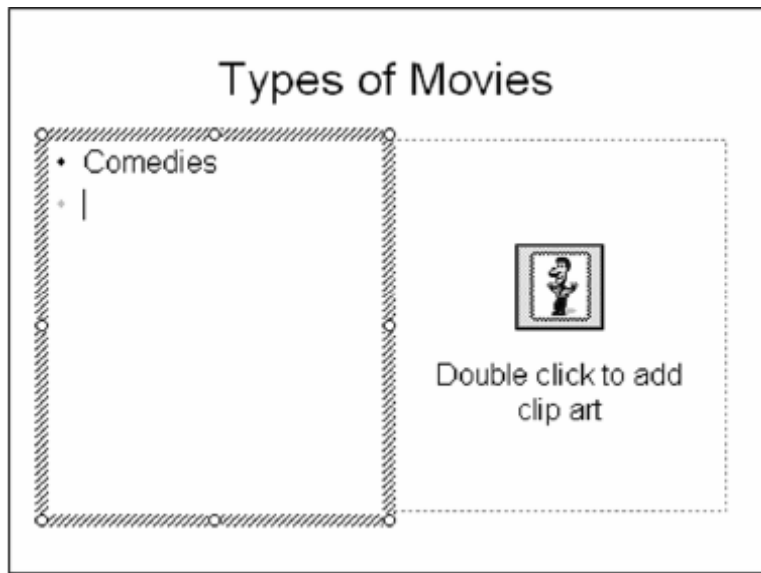 Types of Movies
• Comedies
•
Double click to add
clip art